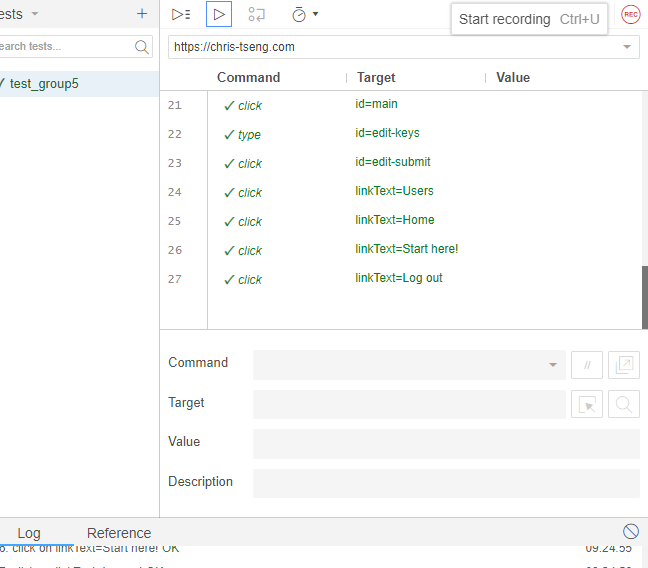 ests
Start recording Ctrl+U
REC
earch tests...
https://chris-tseng.com
Command Target Value
✓ test_group5
21 ✓ click id=main
22 ✓ type id=edit-keys
23 ✓ click id=edit-submit
24 ✓ click linkText=Users
25 ✓ click linkText=Home
26 ✓ click linkText=Start here!
27 ✓ click linkText=Log out
Command
//
Target
Value
Description
Log Reference
6. click on linkText=Start here! OK 09:24:55